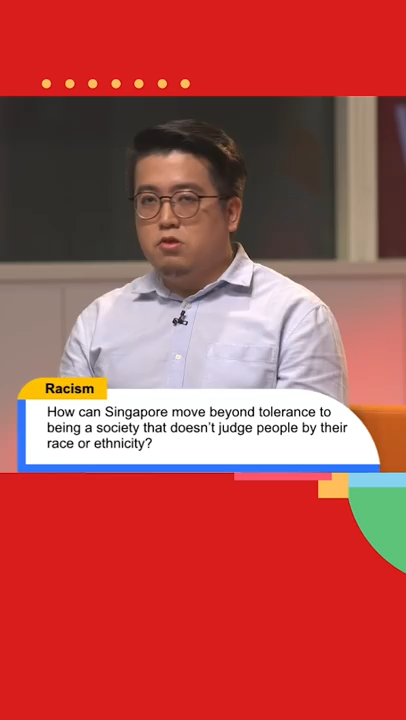 Racism
How can Singapore move beyond tolerance to
being a society that doesn't judge people by their
race or ethnicity?